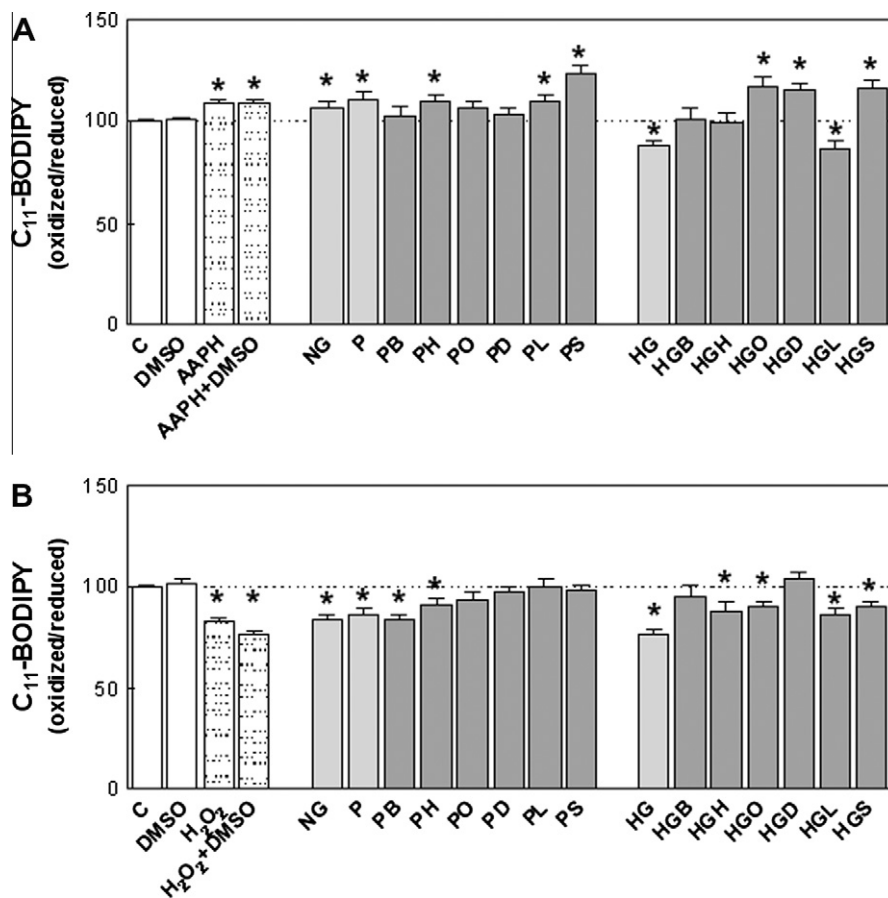 A
C₁₁-BODIPY
(oxidized/reduced)
150
100
50
0
* * * * * * * * * * * *
C DMSO AAPH AAPH+DMSO NG P PB PH PO PD PL PS HG HGB HGH HGO HGD HGL HGS
B
C₁₁-BODIPY
(oxidized/reduced)
150
100
50
0
* * * * * * * * * * *
C DMSO H₂O₂ H₂O₂+DMSO NG P PB PH PO PD PL PS HG HGB HGH HGO HGD HGL HGS